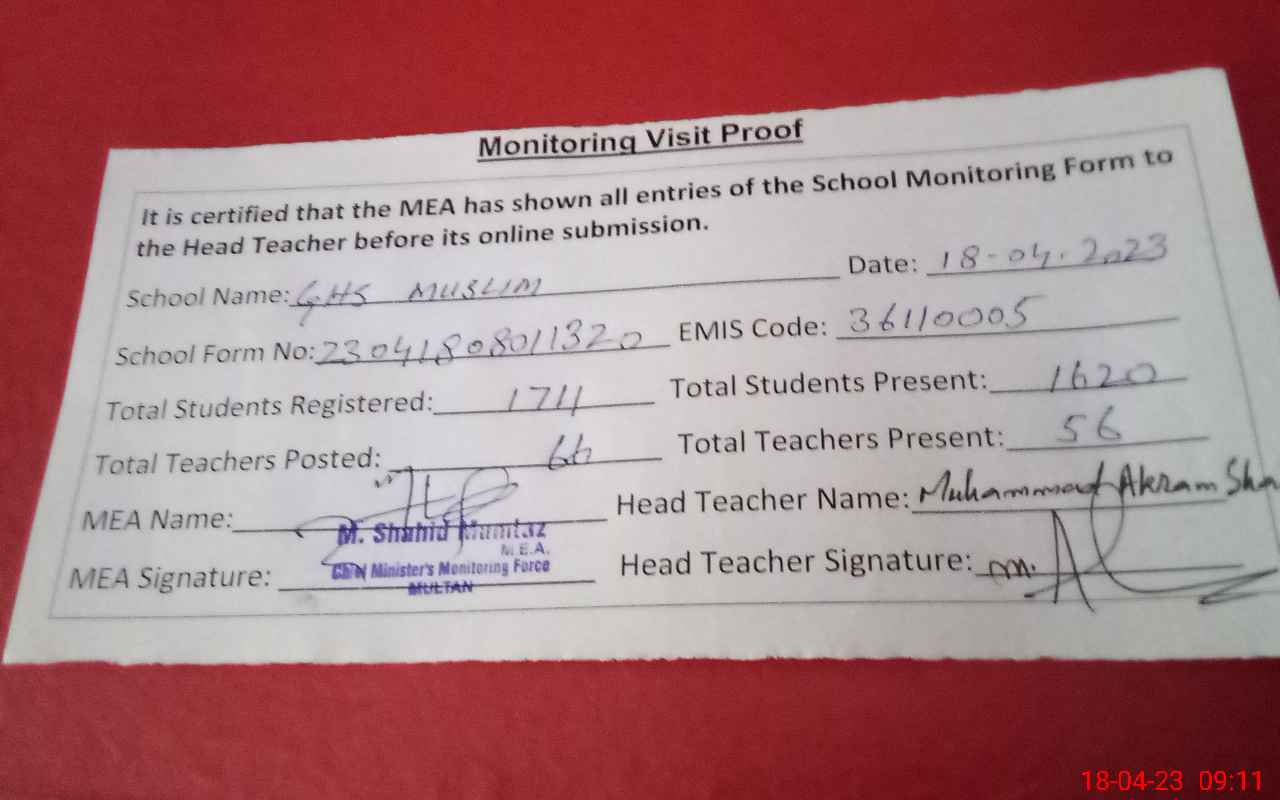 Monitoring Visit Proof
It is certified that the MEA has shown all entries of the School Monitoring Form to
the Head Teacher before its online submission.
School Name: GHS MUSLIM Date: 18-04-2023
School Form No: 23041808011320 EMIS Code: 36110005
Total Students Registered: 1711 Total Students Present: 1620
Total Teachers Posted: 66 Total Teachers Present: 56
MEA Name: Head Teacher Name: Muhammad Akram Sha
M. Shahid Mumtaz
M.E.A.
Chief Minister's Monitoring Force
MULTAN
MEA Signature: Head Teacher Signature:
18-04-23 09:11